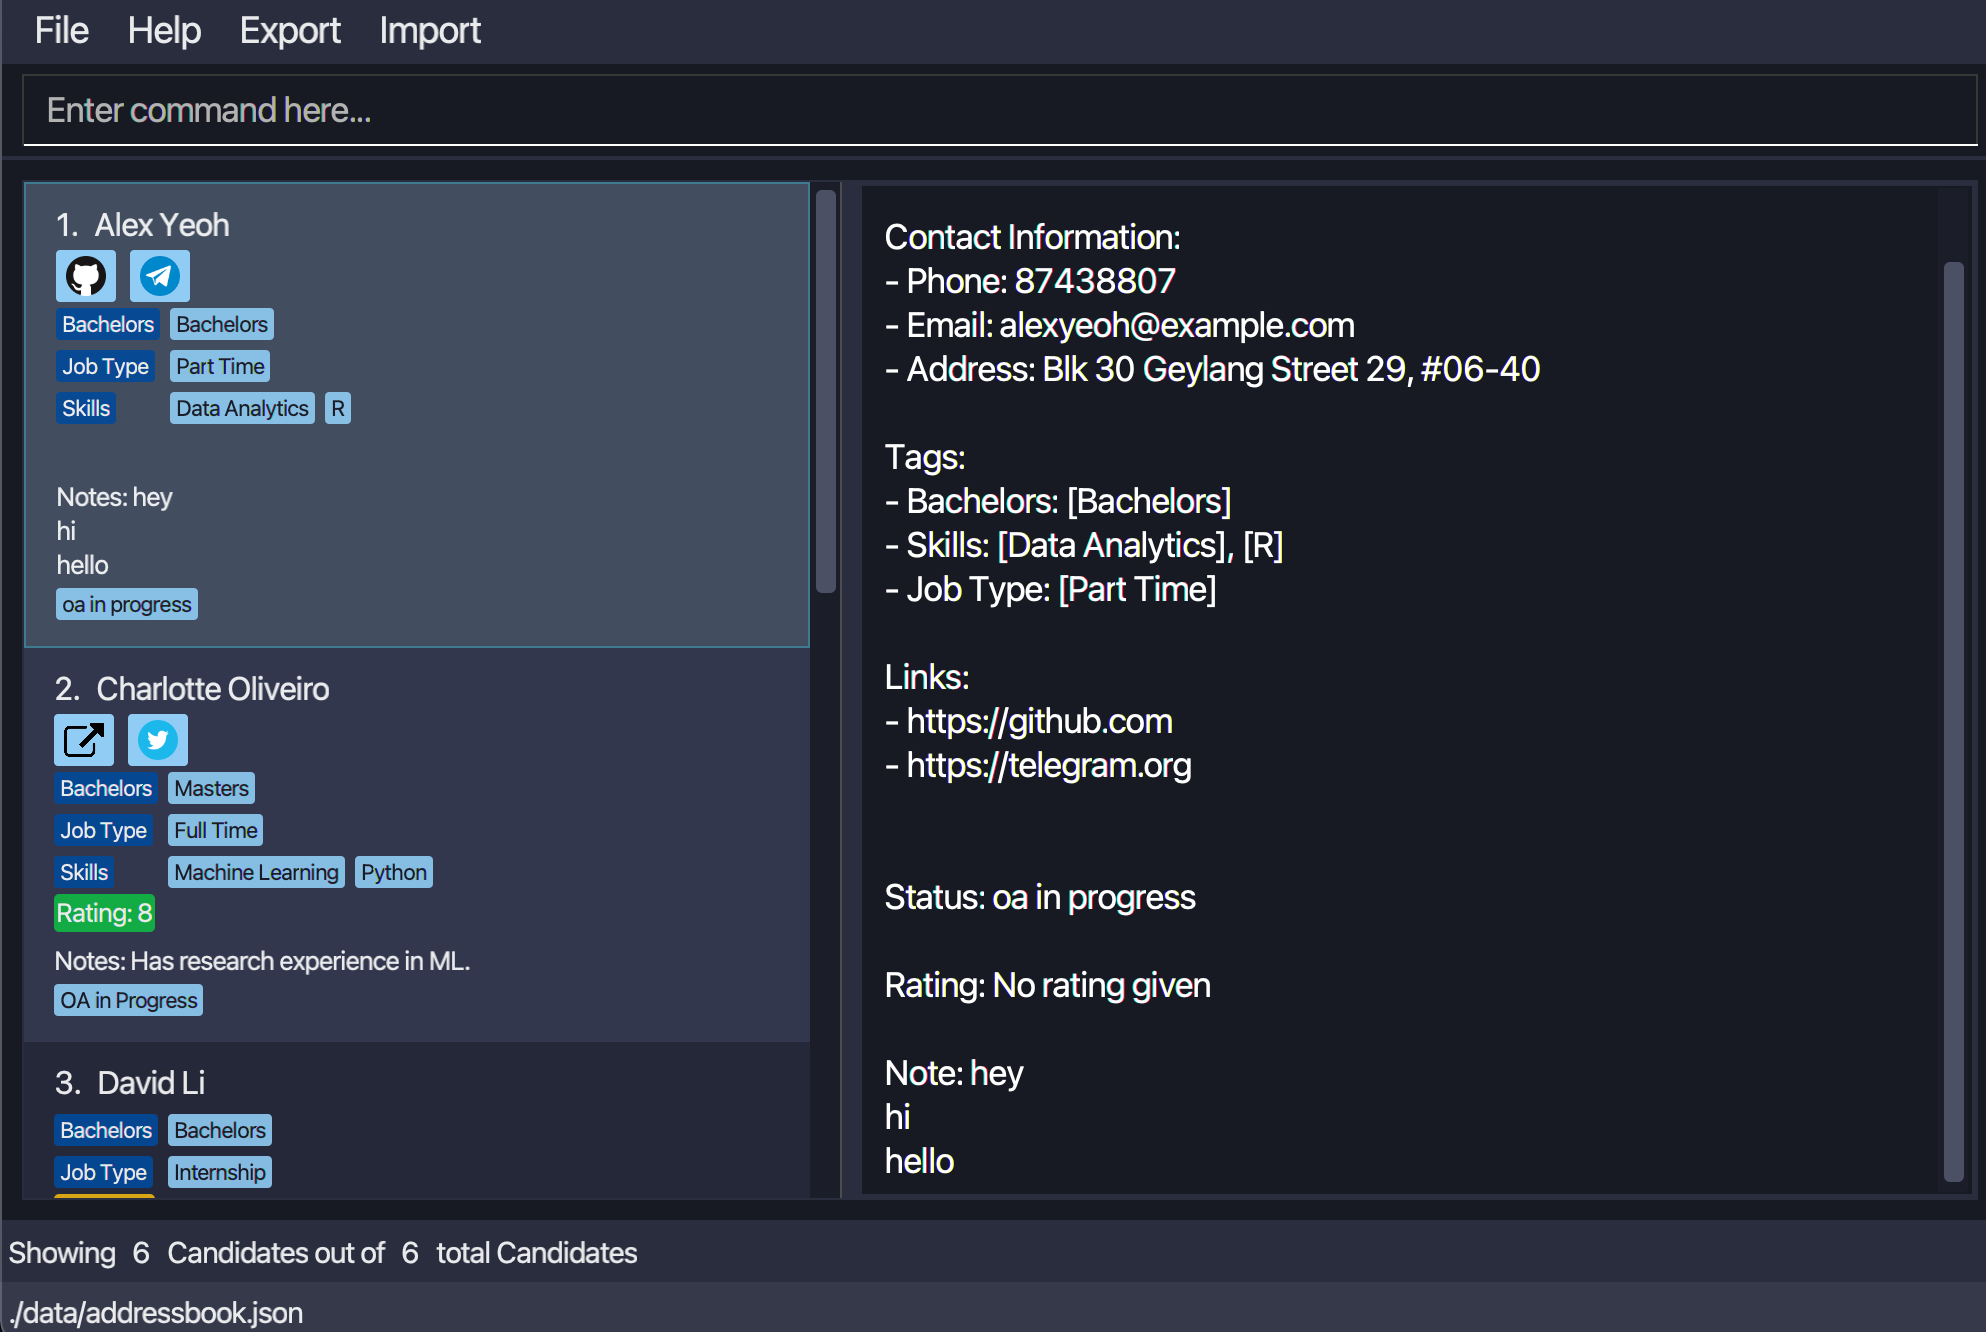 File Help Export Import
Enter command here...
1. Alex Yeoh
Bachelors Bachelors
Job Type Part Time
Skills Data Analytics R
Notes: hey
hi
hello
oa in progress
2. Charlotte Oliveiro
Bachelors Masters
Job Type Full Time
Skills Machine Learning Python
Rating: 8
Notes: Has research experience in ML.
OA in Progress
3. David Li
Bachelors Bachelors
Job Type Internship
Contact Information:
- Phone: 87438807
- Email: alexyeoh@example.com
- Address: Blk 30 Geylang Street 29, #06-40
Tags:
- Bachelors: [Bachelors]
- Skills: [Data Analytics], [R]
- Job Type: [Part Time]
Links:
- https://github.com
- https://telegram.org
Status: oa in progress
Rating: No rating given
Note: hey
hi
hello
Showing 6 Candidates out of 6 total Candidates
./data/addressbook.json